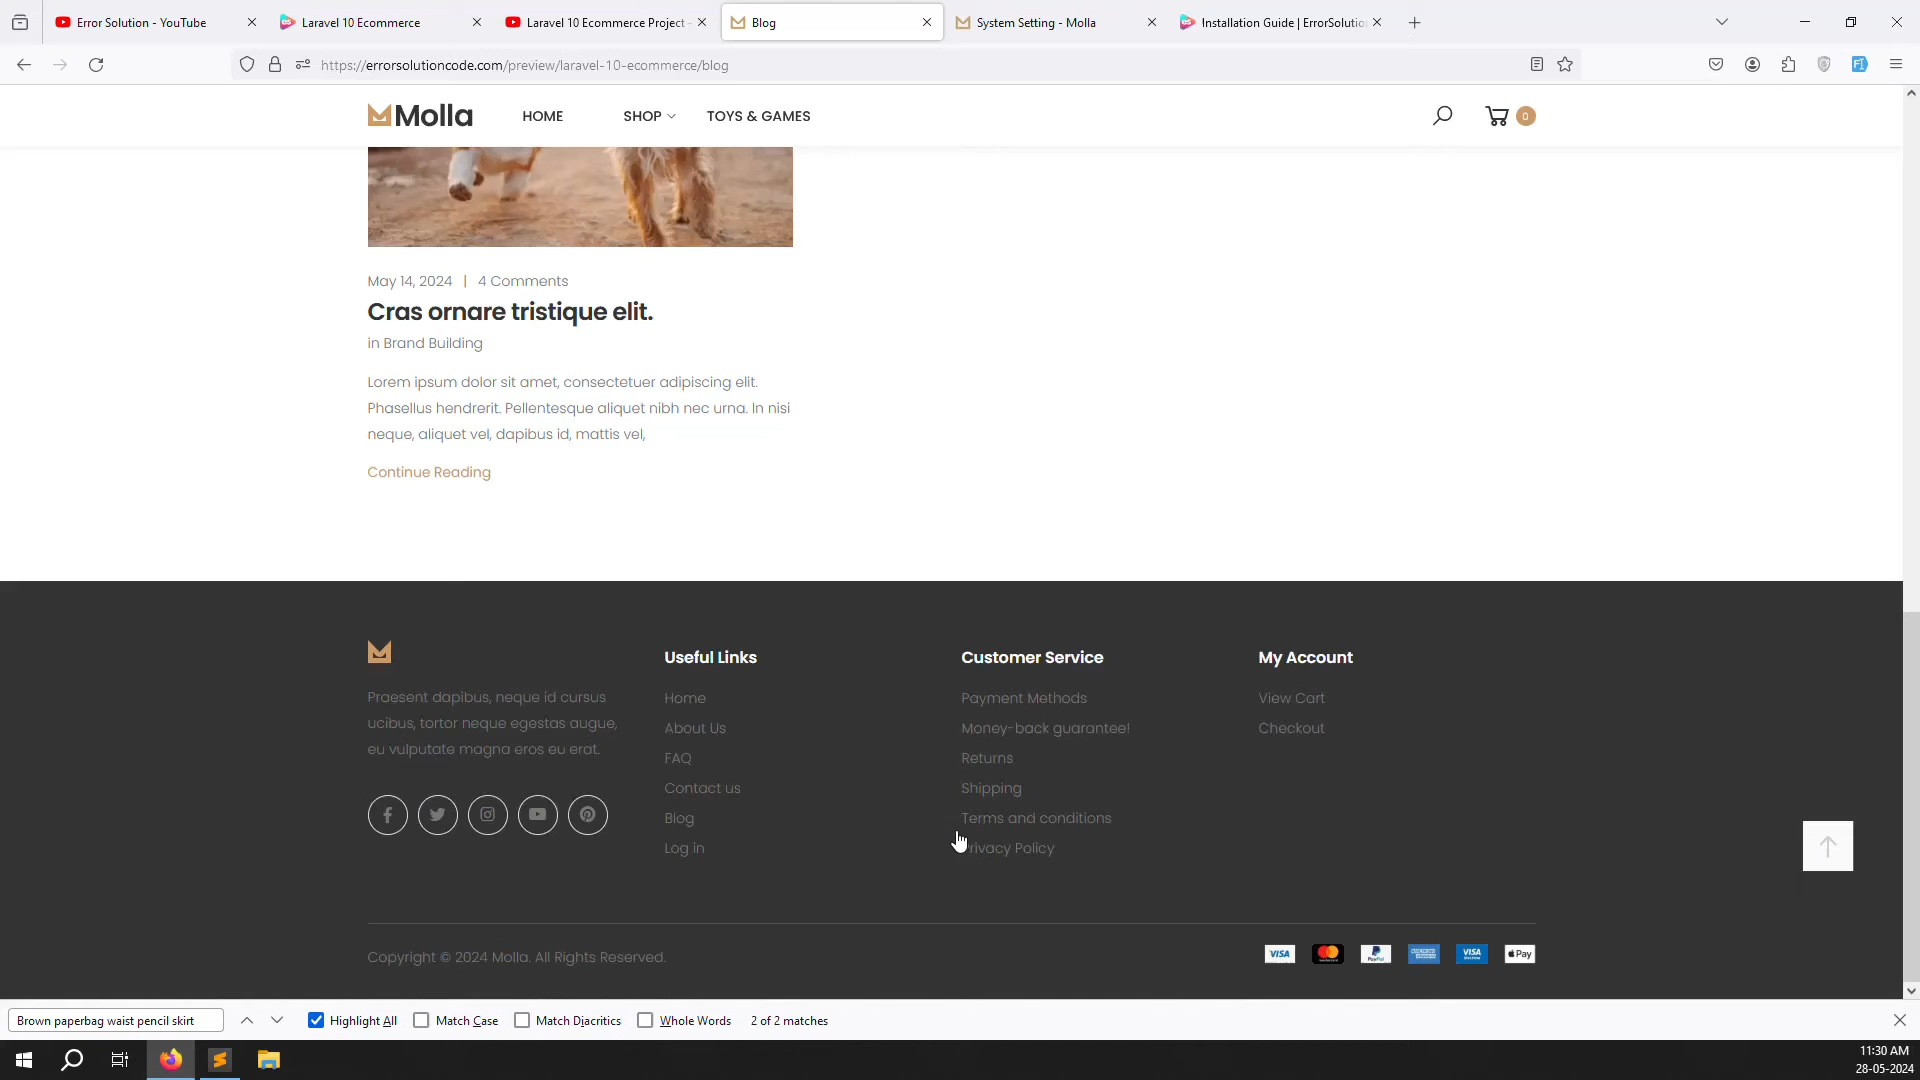 Error Solution - YouTube
Laravel 10 Ecommerce
Laravel 10 Ecommerce Project -
Blog
System Setting - Molla
Installation Guide | ErrorSolutio
https://errorsolutioncode.com/preview/laravel-10-ecommerce/blog
Molla
HOME
SHOP
TOYS & GAMES
0
May 14, 2024 | 4 Comments
Cras ornare tristique elit.
in Brand Building
Lorem ipsum dolor sit amet, consectetuer adipiscing elit.
Phasellus hendrerit. Pellentesque aliquet nibh nec urna. In nisi
neque, aliquet vel, dapibus id, mattis vel,
Continue Reading
Praesent dapibus, neque id cursus
ucibus, tortor neque egestas augue,
eu vulputate magna eros eu erat.
Useful Links
Home
About Us
FAQ
Contact us
Blog
Log in
Customer Service
Payment Methods
Money-back guarantee!
Returns
Shipping
Terms and conditions
rivacy Policy
My Account
View Cart
Checkout
Copyright © 2024 Molla. All Rights Reserved.
VISA
PayPal
VISA
Pay
Brown paperbag waist pencil skirt
Highlight All
Match Case
Match Diacritics
Whole Words
2 of 2 matches
11:30 AM
28-05-2024